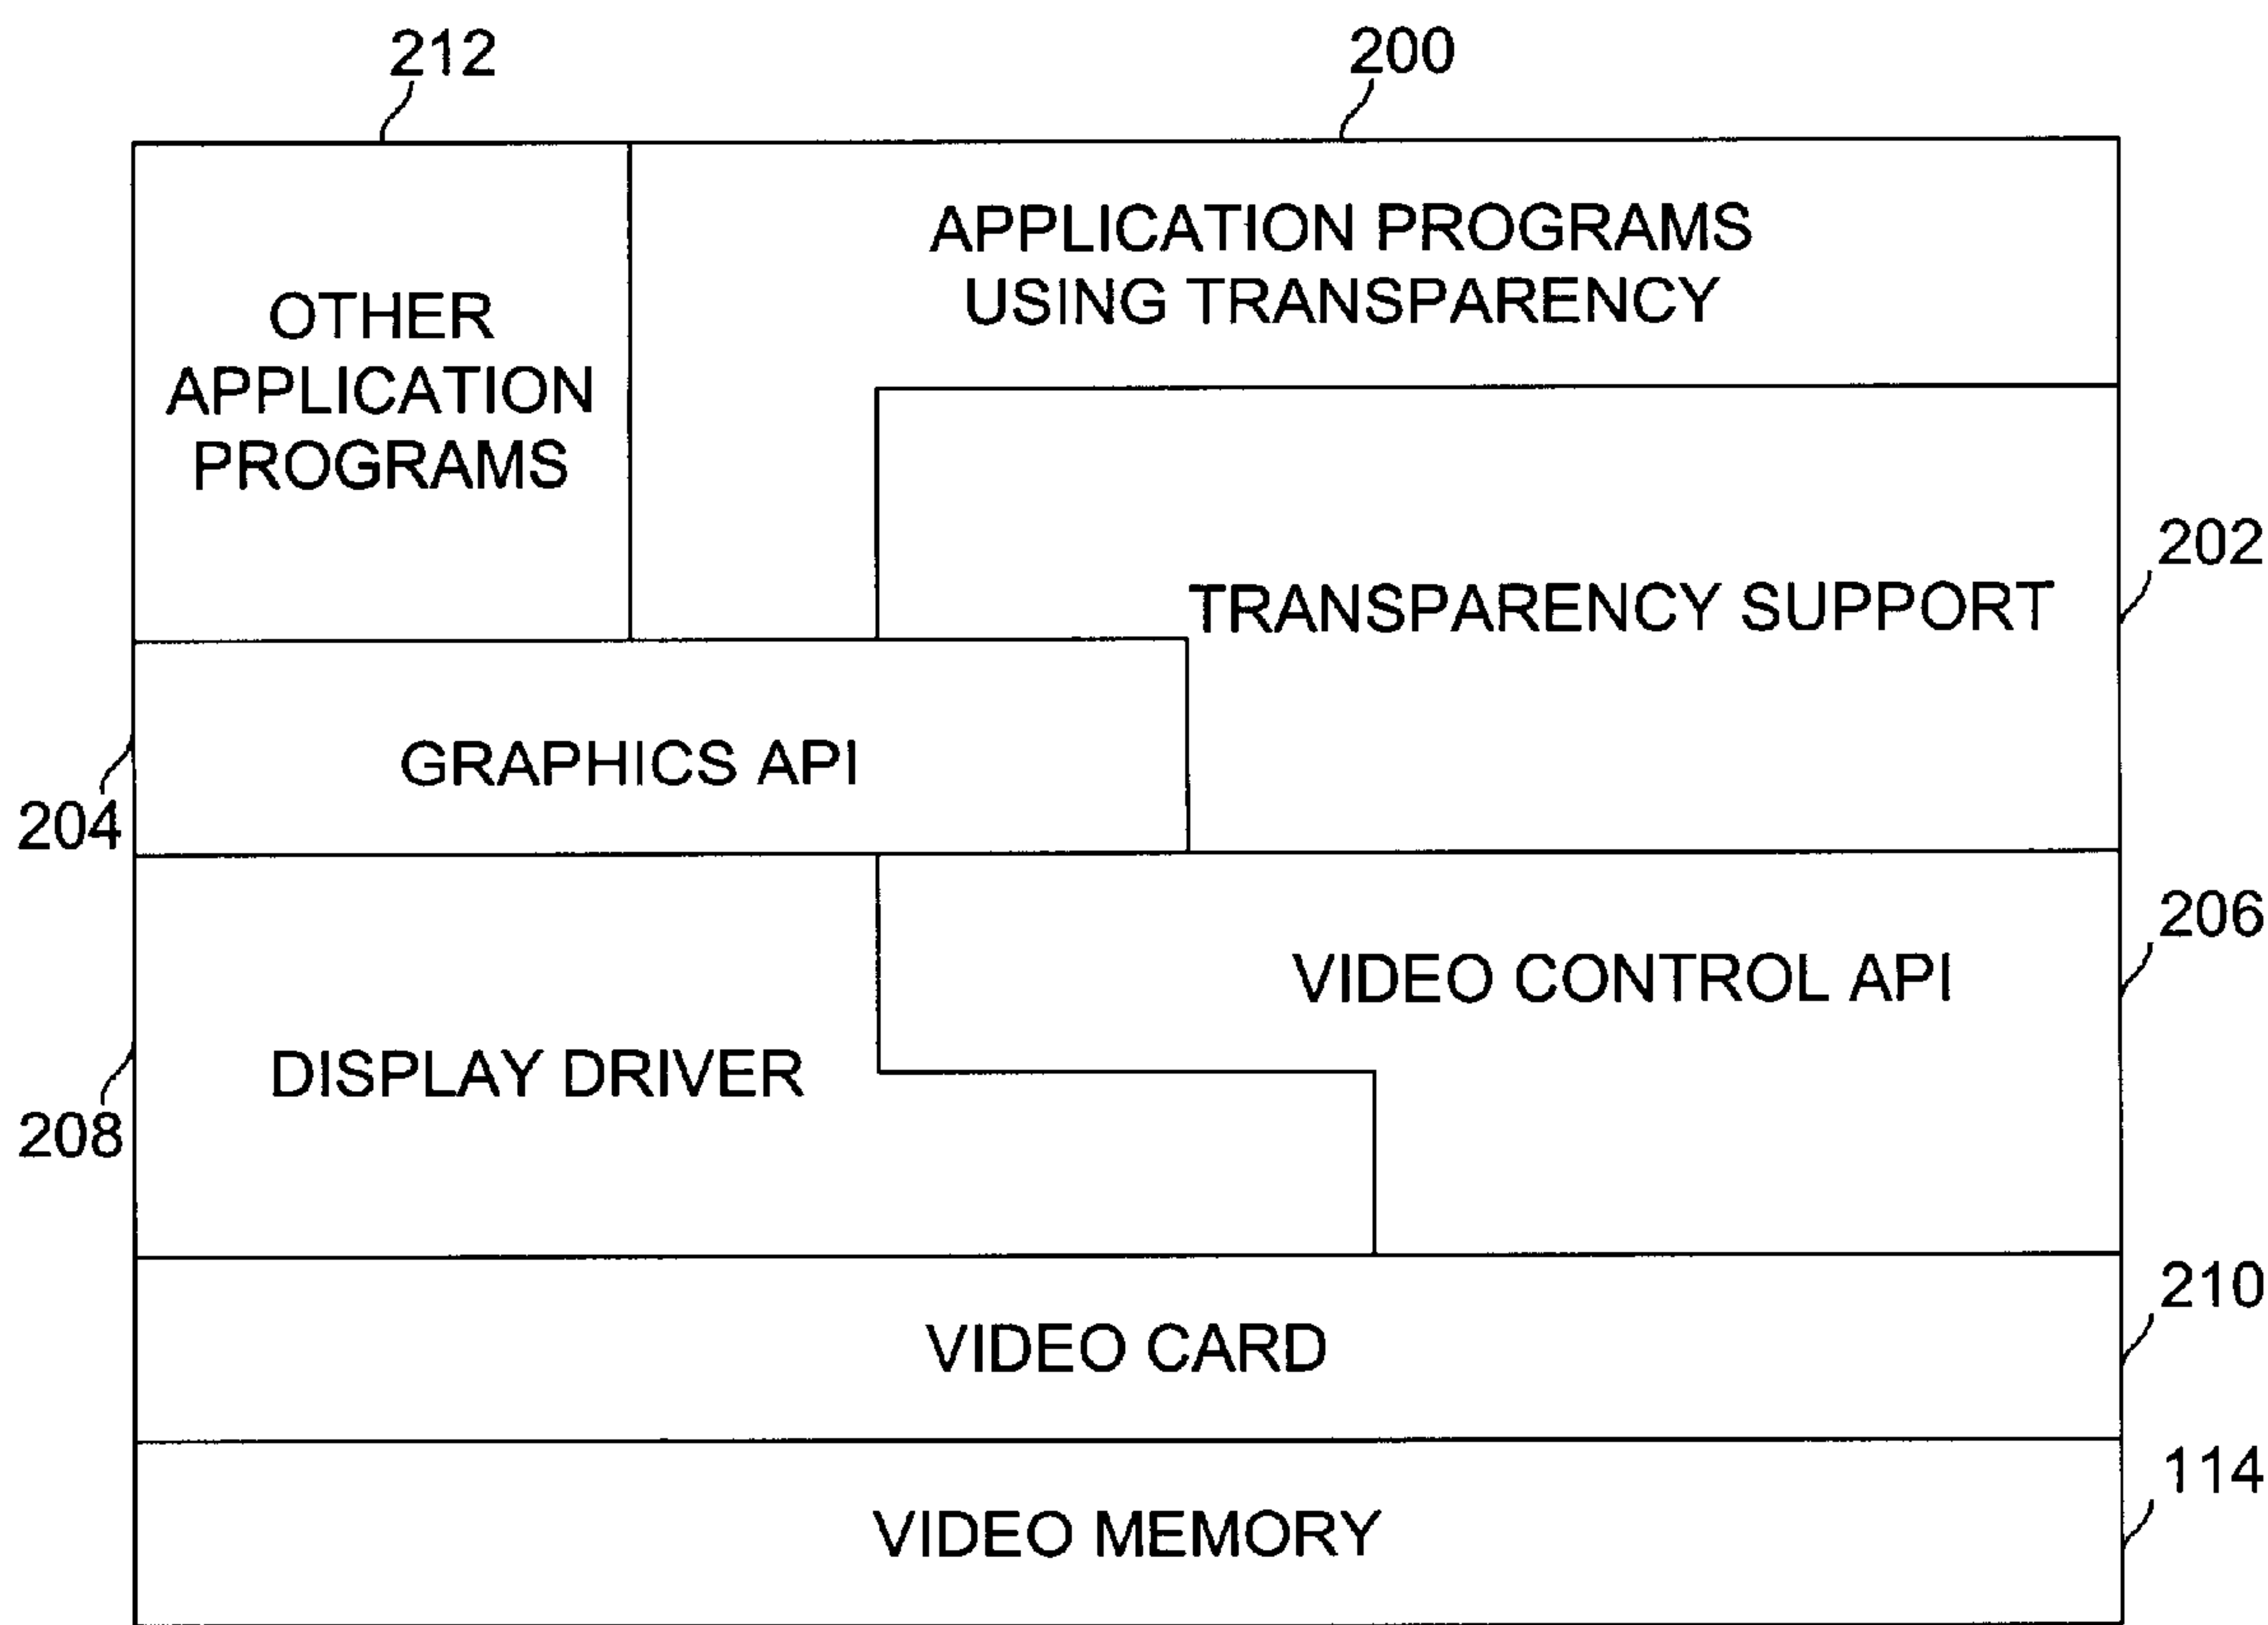 212
200
OTHER
APPLICATION
PROGRAMS
APPLICATION PROGRAMS
USING TRANSPARENCY
202
TRANSPARENCY SUPPORT
GRAPHICS API
204
206
VIDEO CONTROL API
DISPLAY DRIVER
208
210
VIDEO CARD
114
VIDEO MEMORY